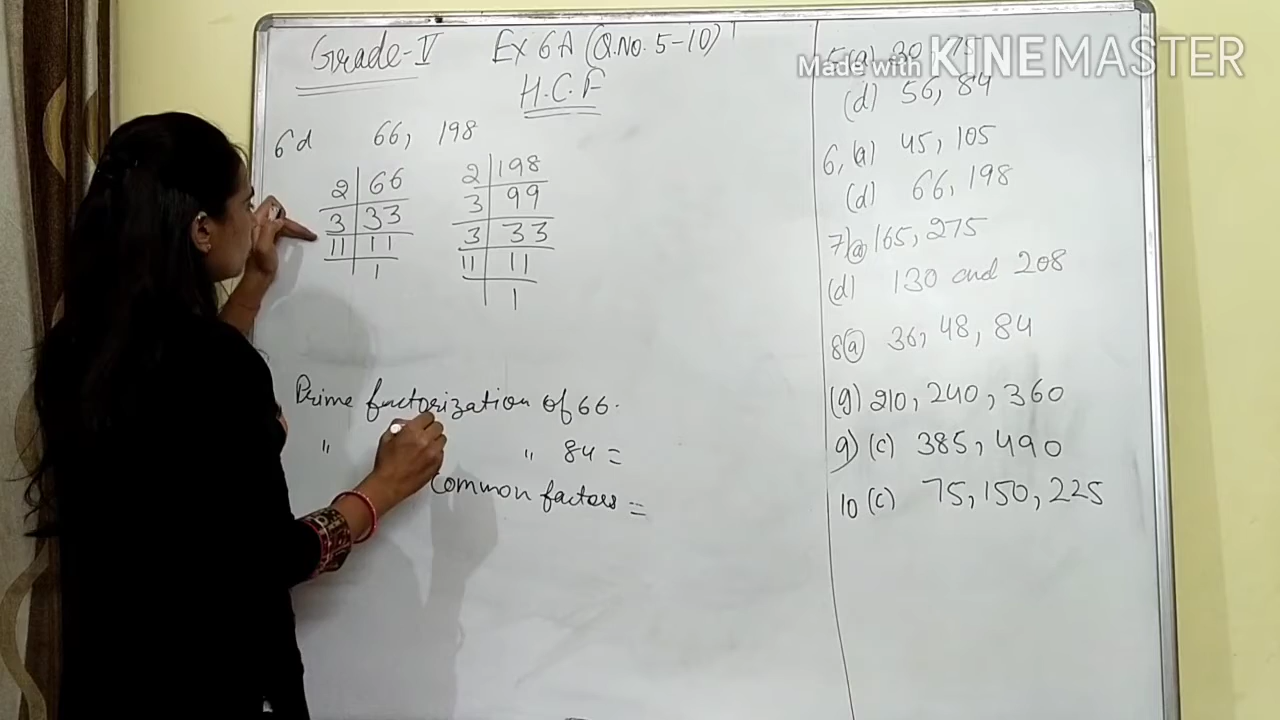 Grade-V Ex 6A (Q.No. 5-10)
H.C.F
6d 66, 198
2 66
3 33
11 11
1
2 198
3 99
3 33
11 11
1
Prime factorization of 66.
" " 84 =
Common factors =
5(a) 30, 75
(d) 56, 84
6, (a) 45, 105
(d) 66, 198
7)(a) 165, 275
(d) 130 and 208
8(a) 36, 48, 84
(g) 210, 240, 360
9) (c) 385, 490
10 (c) 75, 150, 225
Made with KINEMASTER